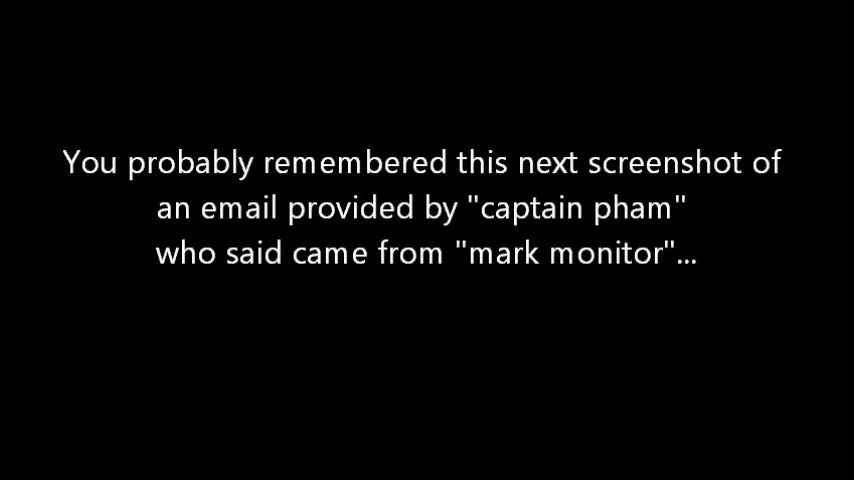 You probably remembered this next screenshot of
an email provided by "captain pham"
who said came from "mark monitor"...